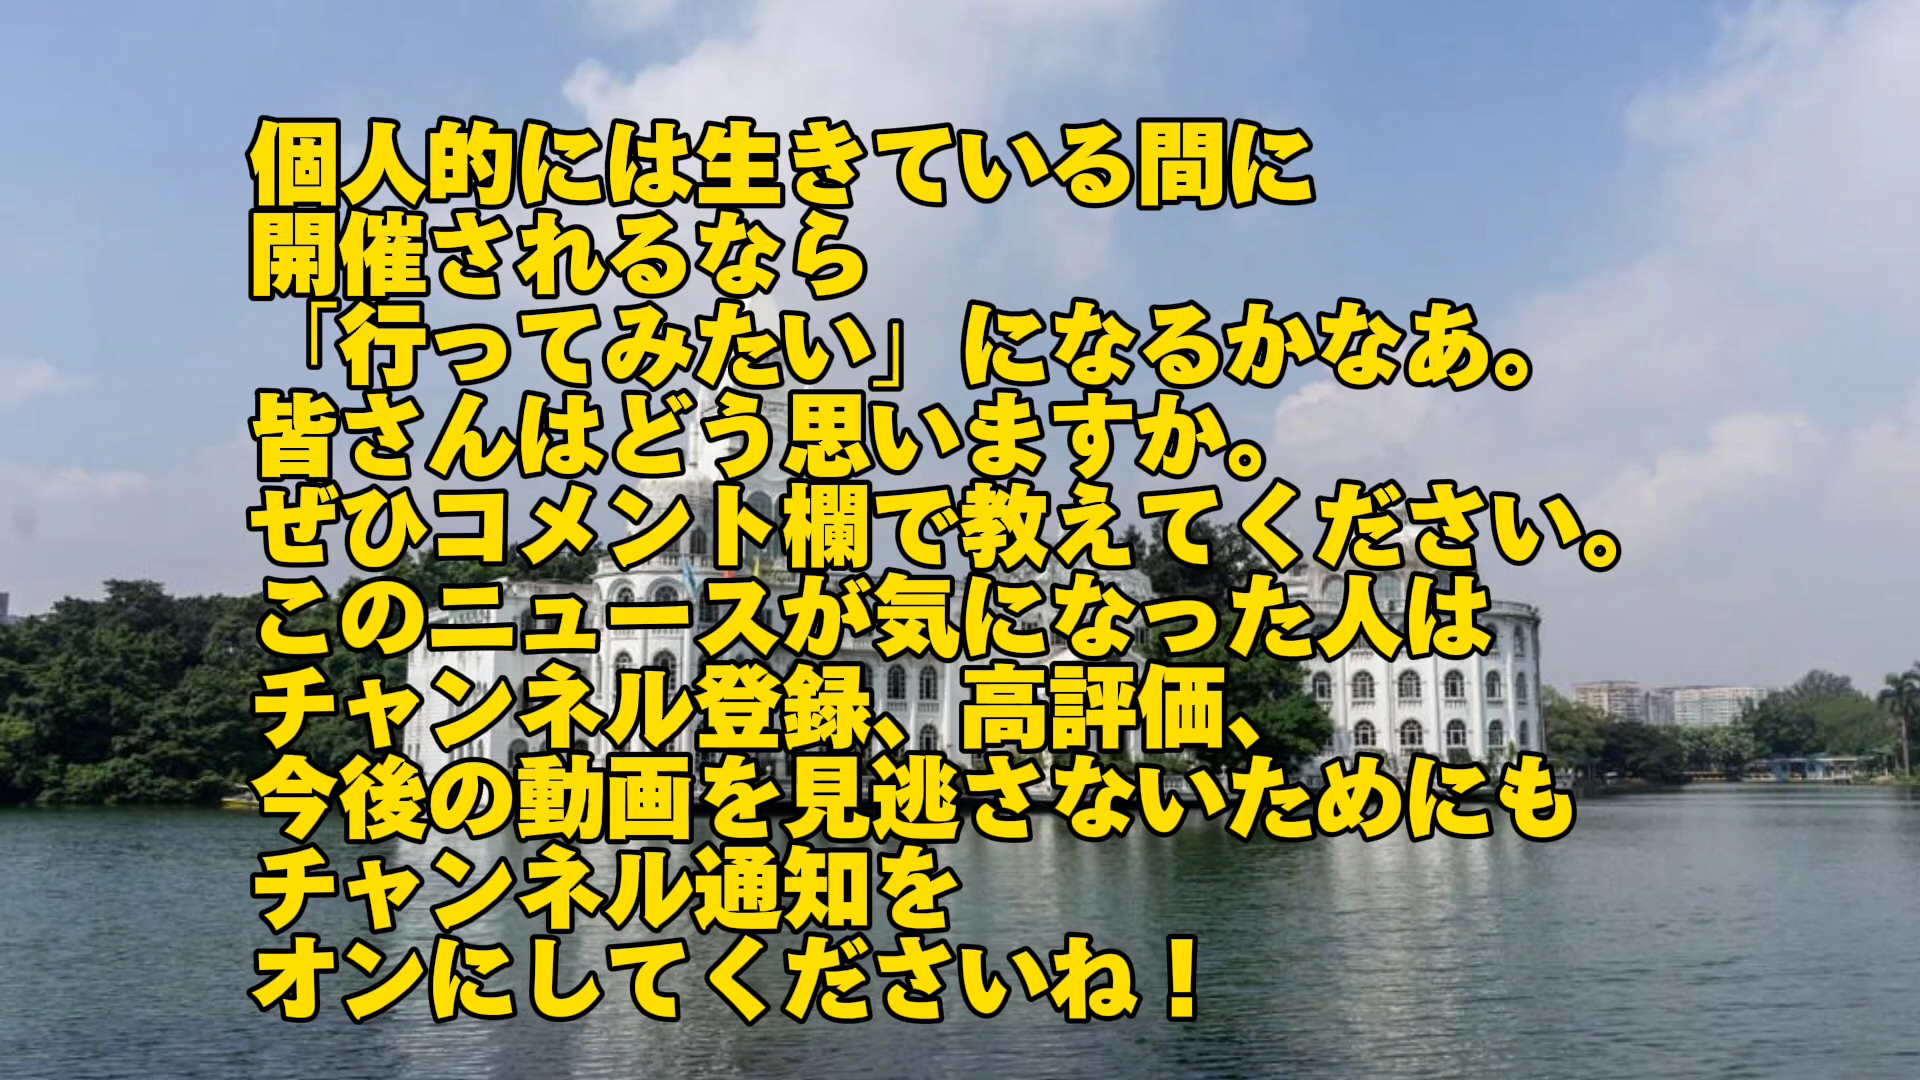 個人的には生きている間に
開催されるなら
「行ってみたい」になるかなあ。
皆さんはどう思いますか。
ぜひコメント欄で教えてください。
このニュースが気になった人は
チャンネル登録、高評価、
今後の動画を見逃さないためにも
チャンネル通知を
オンにしてくださいね！